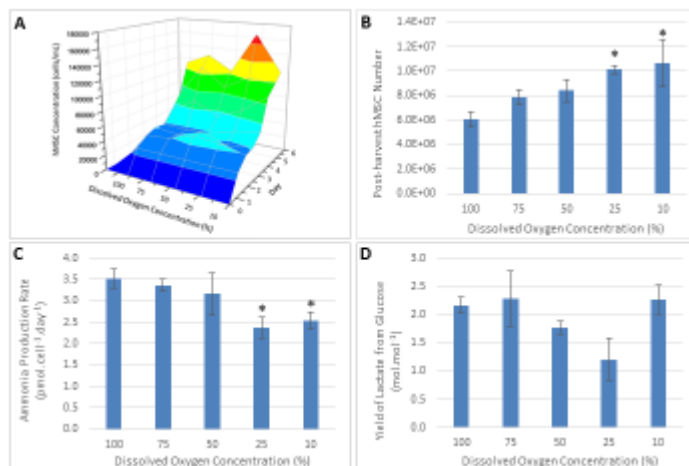 A
hMSC Concentration (cells/mL)
180000
160000
140000
120000
100000
80000
60000
40000
20000
0
100
75
50
25
10
Dissolved Oxygen Concentration (%)
0
1
2
3
4
5
6
Day
B
Post-harvest hMSC Number
1.4E+07
1.2E+07
1.0E+07
8.0E+06
6.0E+06
4.0E+06
2.0E+06
0.0E+00
* *
100 75 50 25 10
Dissolved Oxygen Concentration (%)
C
Ammonia Production Rate
(pmol.cell⁻¹.day⁻¹)
4.0
3.5
3.0
2.5
2.0
1.5
1.0
0.5
0.0
* *
100 75 50 25 10
Dissolved Oxygen Concentration (%)
D
Yield of Lactate from Glucose
(mol.mol⁻¹)
3.0
2.5
2.0
1.5
1.0
0.5
0.0
100 75 50 25 10
Dissolved Oxygen Concentration (%)